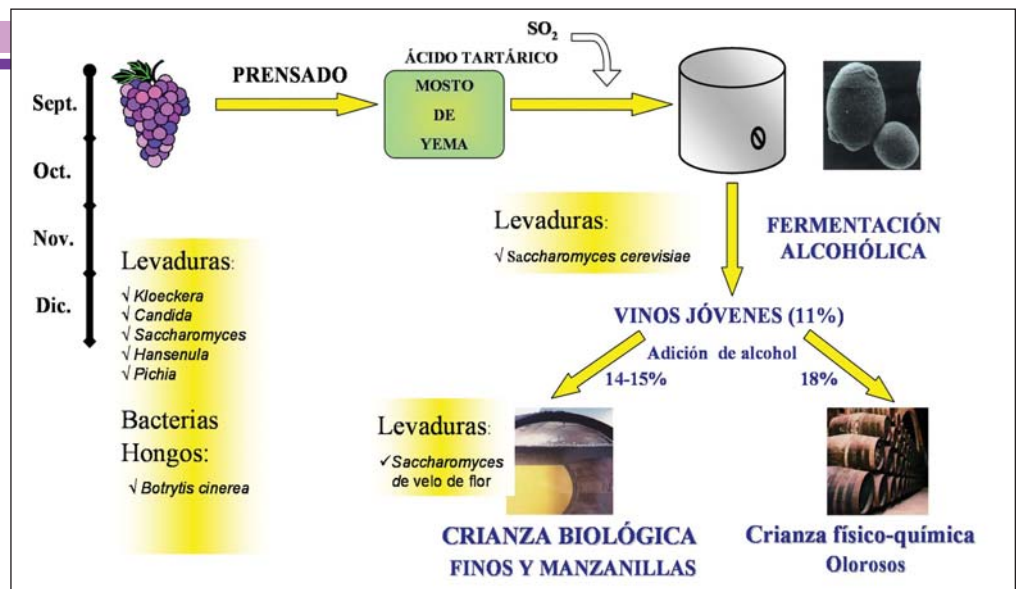 Sept.
Oct.
Nov.
Dic.
PRENSADO
ÁCIDO TARTÁRICO
SO₂
MOSTO
DE
YEMA
Levaduras:
√ Kloeckera
√ Candida
√ Saccharomyces
√ Hansenula
√ Pichia
Bacterias
Hongos:
√ Botrytis cinerea
Levaduras:
√ Saccharomyces cerevisiae
FERMENTACIÓN
ALCOHÓLICA
VINOS JÓVENES (11%)
Adición de alcohol
14-15%
18%
Levaduras:
✓Saccharomyces
de velo de flor
CRIANZA BIOLÓGICA
FINOS Y MANZANILLAS
Crianza físico-química
Olorosos